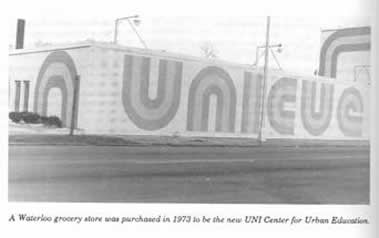 unicue
A Waterloo grocery store was purchased in 1973 to be the new UNI Center for Urban Education.